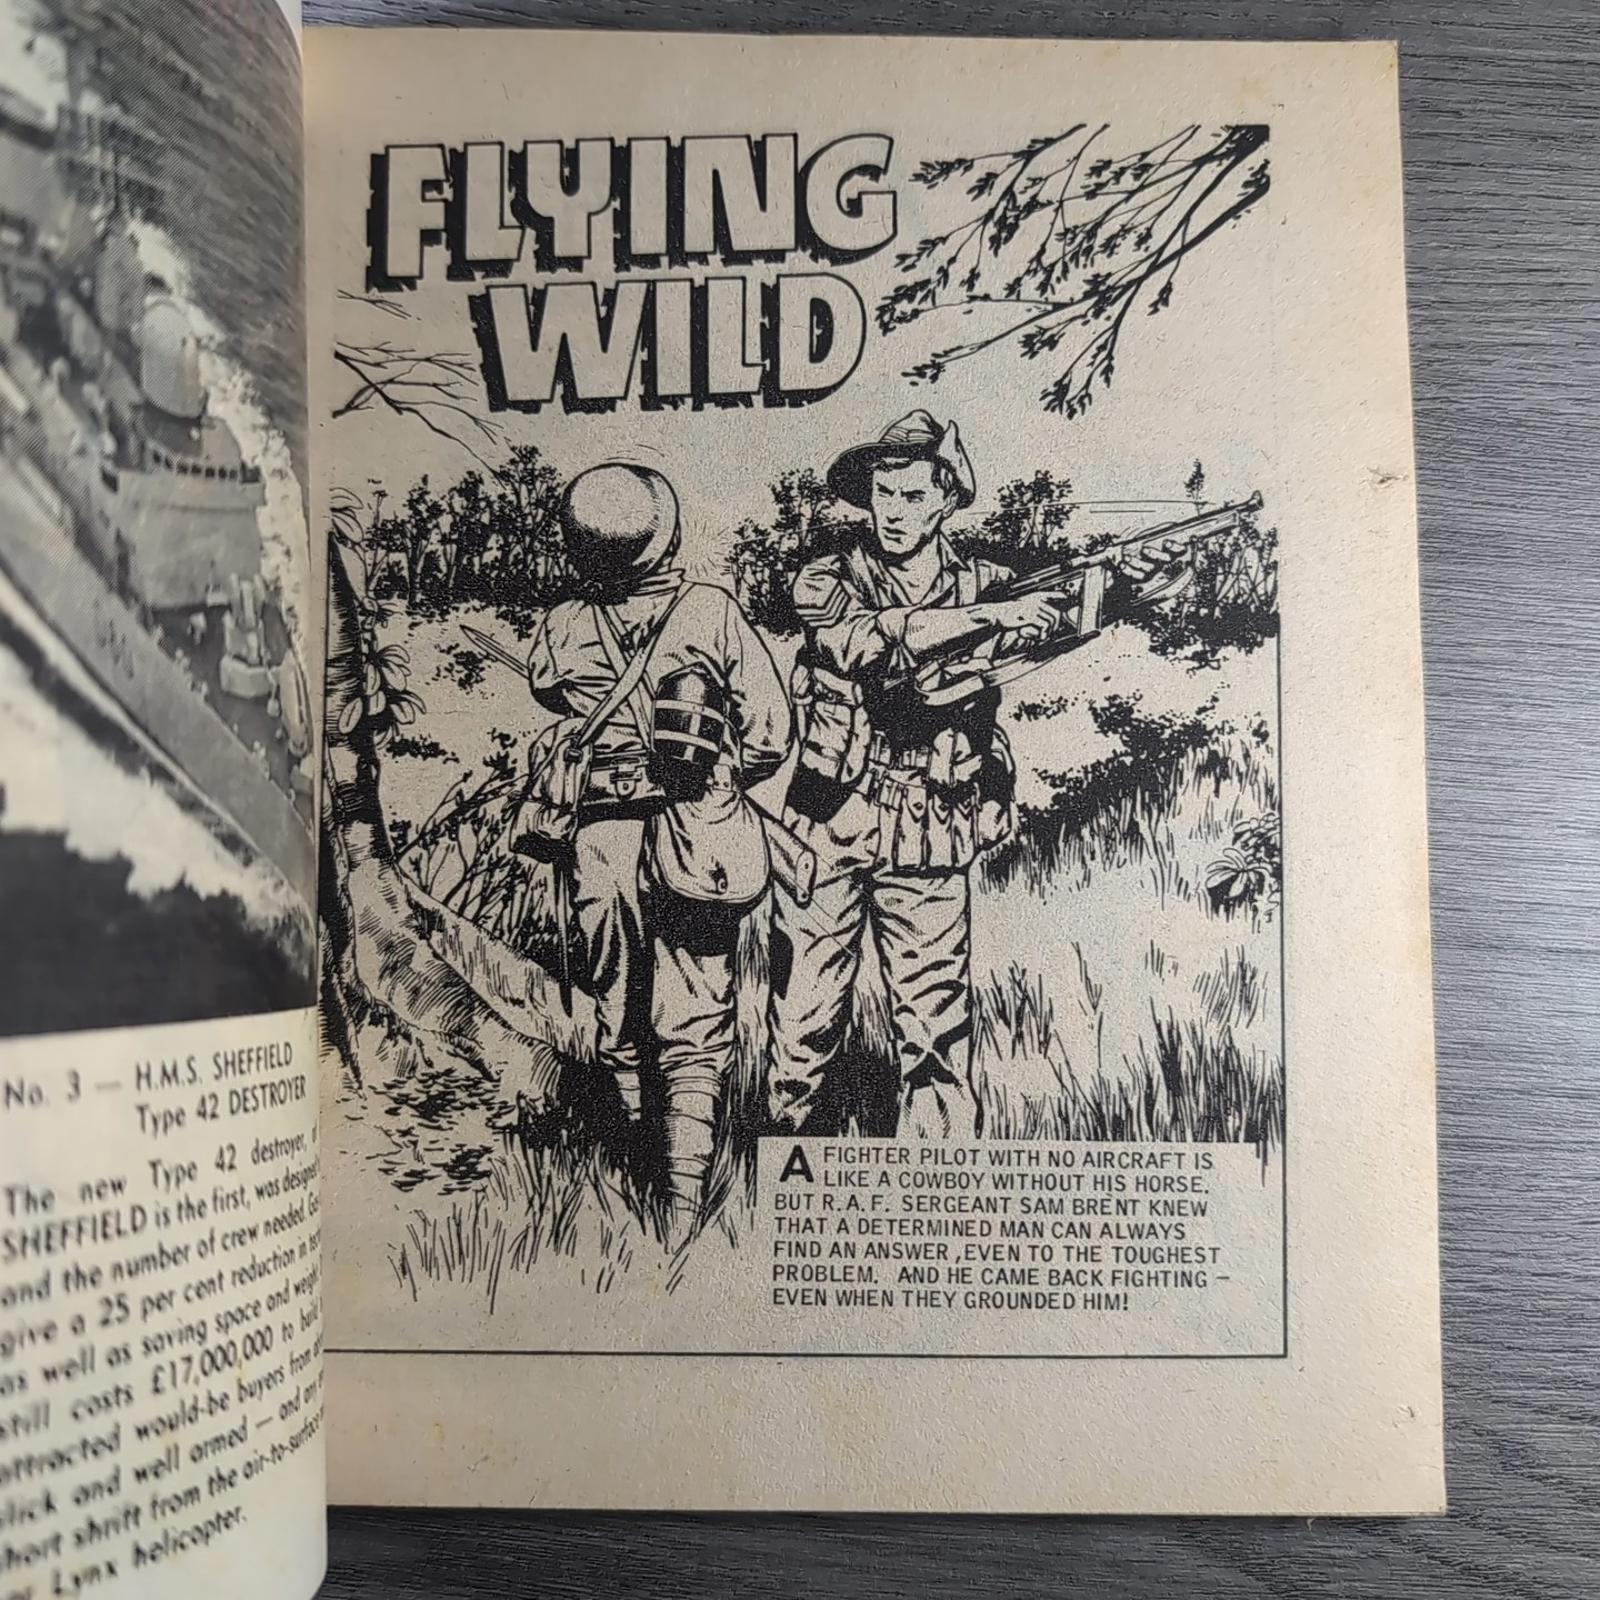 No. 3 — H.M.S. SHEFFIELD
Type 42 DESTROYER
The new Type 42 destroyer,
SHEFFIELD is the first, was designed
and the number of crew needed.
give a 25 per cent reduction in
as well as saving space and weight.
still costs £17,000,000 to build
attracted would-be buyers from
slick and well armed — and any
short shrift from the air-to-surface
or Lynx helicopter.
FLYING
WILD
A FIGHTER PILOT WITH NO AIRCRAFT IS
LIKE A COWBOY WITHOUT HIS HORSE.
BUT R.A.F. SERGEANT SAM BRENT KNEW
THAT A DETERMINED MAN CAN ALWAYS
FIND AN ANSWER, EVEN TO THE TOUGHEST
PROBLEM. AND HE CAME BACK FIGHTING –
EVEN WHEN THEY GROUNDED HIM!